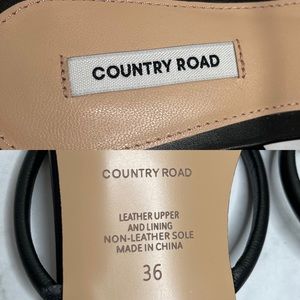 COUNTRY ROAD
COUNTRY ROAD
LEATHER UPPER
AND LINING
NON-LEATHER SOLE
MADE IN CHINA
36